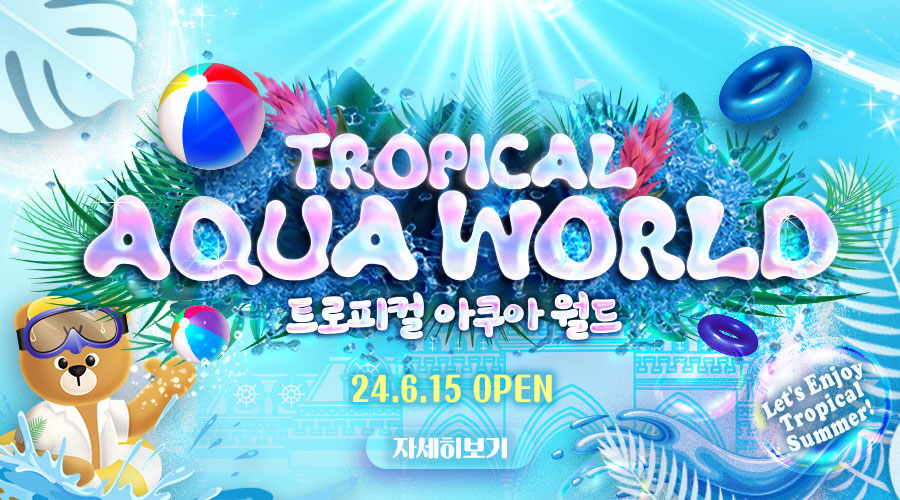 TROPICAL
AQUA WORLD
트로피컬 아쿠아 월드
24.6.15 OPEN
자세히보기
Let's Enjoy
Tropical
Summer!